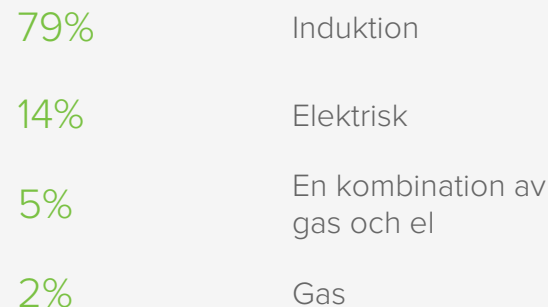 79% Induktion
14% Elektrisk
5% En kombination av
gas och el
2% Gas